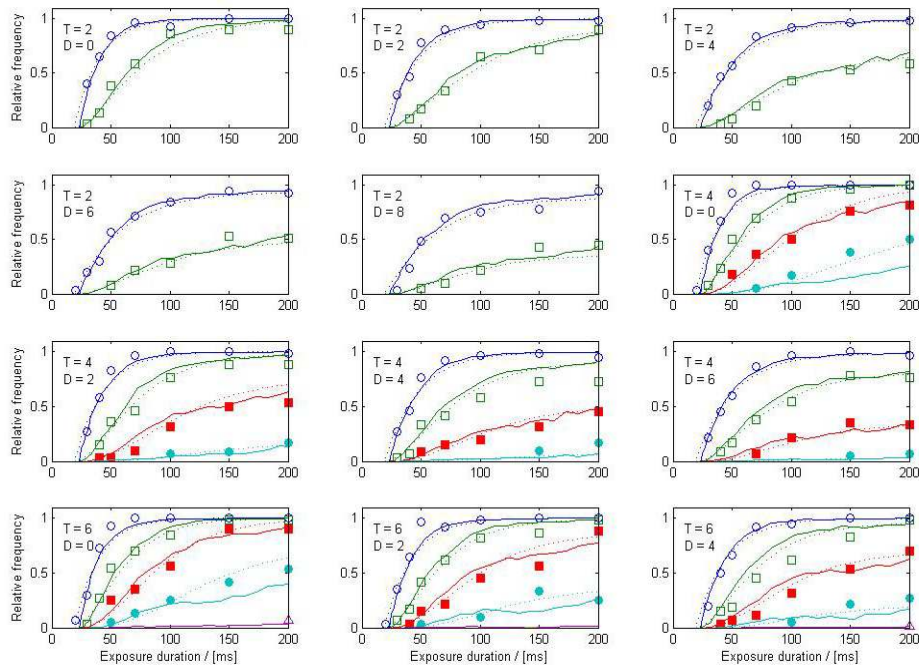 Relative frequency
1
0.5
0
T = 2
D = 0
0 50 100 150 200
1
0.5
0
T = 2
D = 2
0 50 100 150 200
1
0.5
0
T = 2
D = 4
0 50 100 150 200
Relative frequency
1
0.5
0
T = 2
D = 6
0 50 100 150 200
1
0.5
0
T = 2
D = 8
0 50 100 150 200
1
0.5
0
T = 4
D = 0
0 50 100 150 200
Relative frequency
1
0.5
0
T = 4
D = 2
0 50 100 150 200
1
0.5
0
T = 4
D = 4
0 50 100 150 200
1
0.5
0
T = 4
D = 6
0 50 100 150 200
Relative frequency
1
0.5
0
T = 6
D = 0
0 50 100 150 200
Exposure duration / [ms]
1
0.5
0
T = 6
D = 2
0 50 100 150 200
Exposure duration / [ms]
1
0.5
0
T = 6
D = 4
0 50 100 150 200
Exposure duration / [ms]